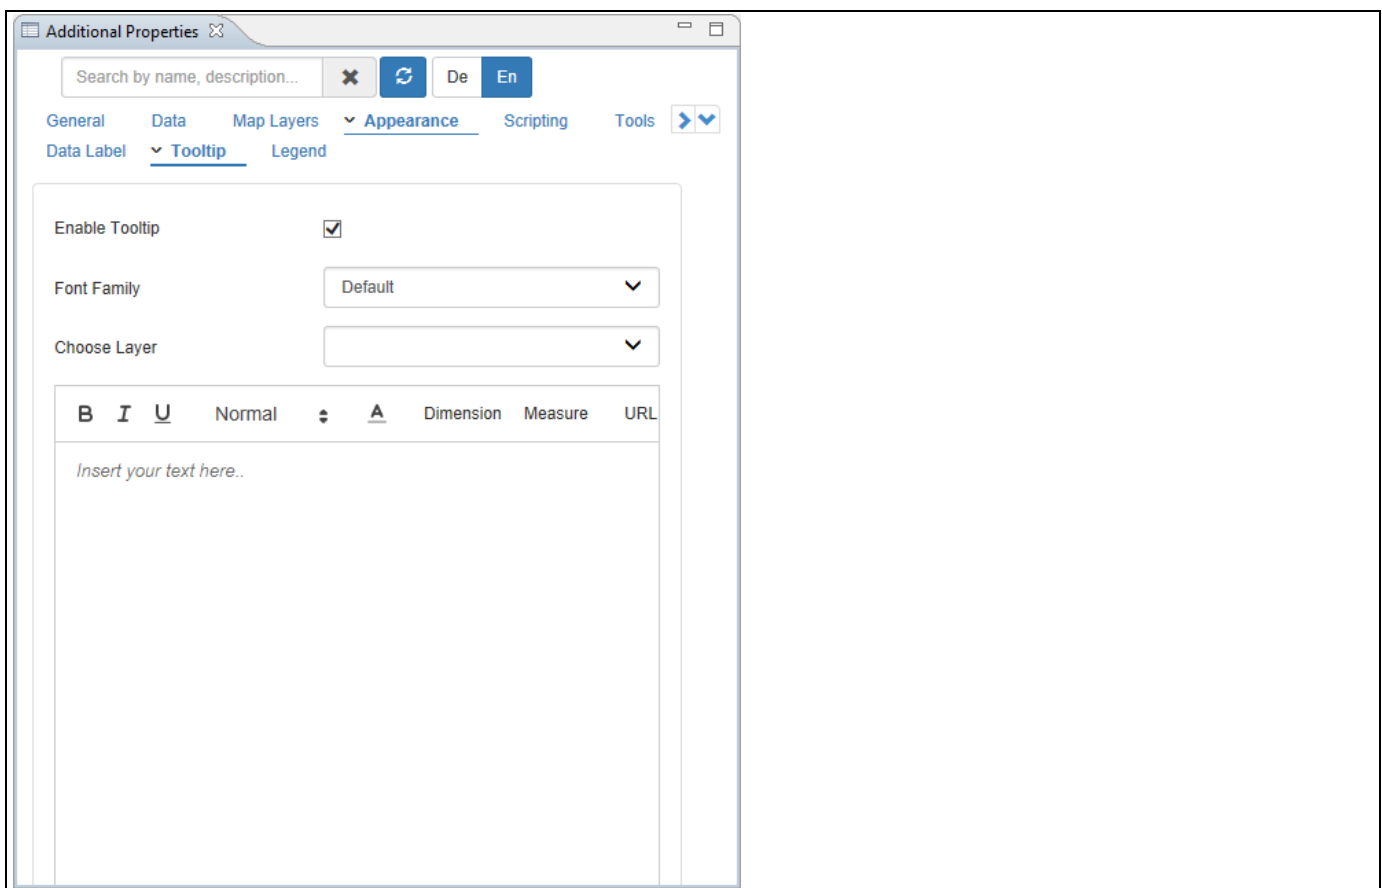 Additional Properties
Search by name, description... De En
General Data Map Layers Appearance Scripting Tools
Data Label Tooltip Legend
Enable Tooltip
Font Family Default
Choose Layer
B I U Normal A Dimension Measure URL
Insert your text here..